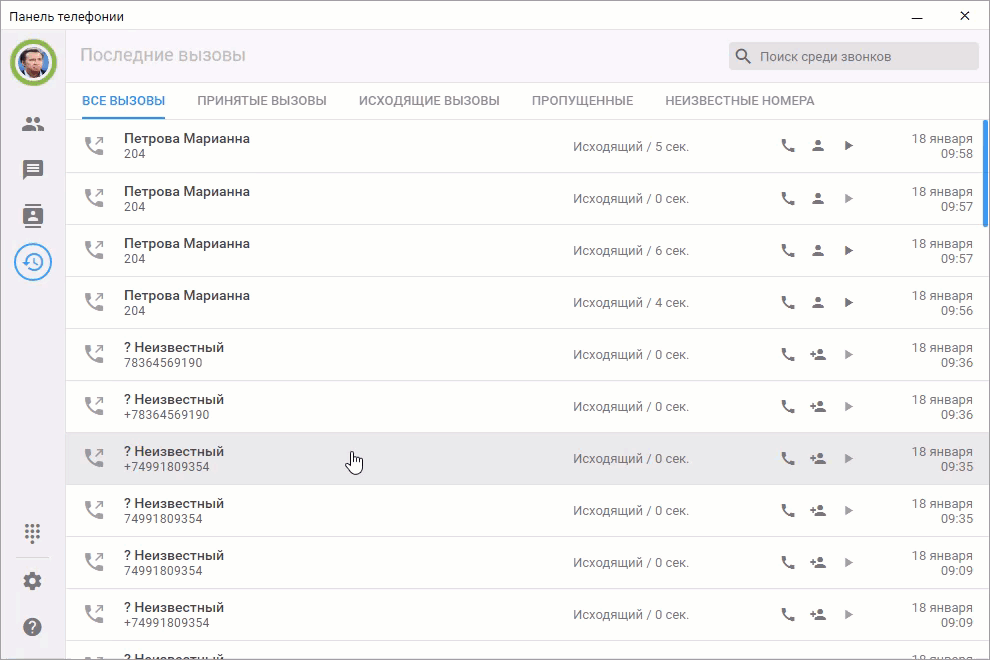 Панель телефонии
Последние вызовы
Поиск среди звонков
ВСЕ ВЫЗОВЫ ПРИНЯТЫЕ ВЫЗОВЫ ИСХОДЯЩИЕ ВЫЗОВЫ ПРОПУЩЕННЫЕ НЕИЗВЕСТНЫЕ НОМЕРА
Петрова Марианна
204
Исходящий / 5 сек.
18 января
09:58
Петрова Марианна
204
Исходящий / 0 сек.
18 января
09:57
Петрова Марианна
204
Исходящий / 6 сек.
18 января
09:57
Петрова Марианна
204
Исходящий / 4 сек.
18 января
09:56
? Неизвестный
78364569190
Исходящий / 0 сек.
18 января
09:36
? Неизвестный
+78364569190
Исходящий / 0 сек.
18 января
09:36
? Неизвестный
+74991809354
Исходящий / 0 сек.
18 января
09:35
? Неизвестный
74991809354
Исходящий / 0 сек.
18 января
09:35
? Неизвестный
74991809354
Исходящий / 0 сек.
18 января
09:09
? Неизвестный
+74991809354
Исходящий / 0 сек.
18 января
09:09
? Неизвестный
18 января